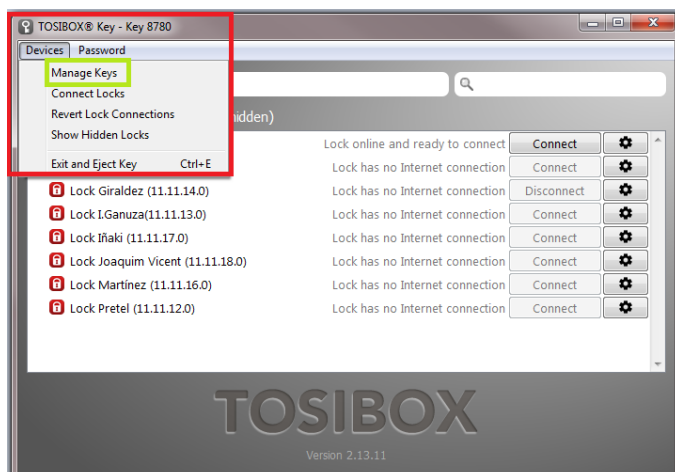 TOSIBOX® Key - Key 8780
Devices Password
Manage Keys
Connect Locks
Revert Lock Connections
Show Hidden Locks
Exit and Eject Key Ctrl+E
idden)
Lock online and ready to connect Connect
Lock has no Internet connection Connect
Lock Giraldez (11.11.14.0) Lock has no Internet connection Disconnect
Lock I.Ganuza(11.11.13.0) Lock has no Internet connection Connect
Lock Iñaki (11.11.17.0) Lock has no Internet connection Connect
Lock Joaquim Vicent (11.11.18.0) Lock has no Internet connection Connect
Lock Martínez (11.11.16.0) Lock has no Internet connection Connect
Lock Pretel (11.11.12.0) Lock has no Internet connection Connect
TOSIBOX
Version 2.13.11